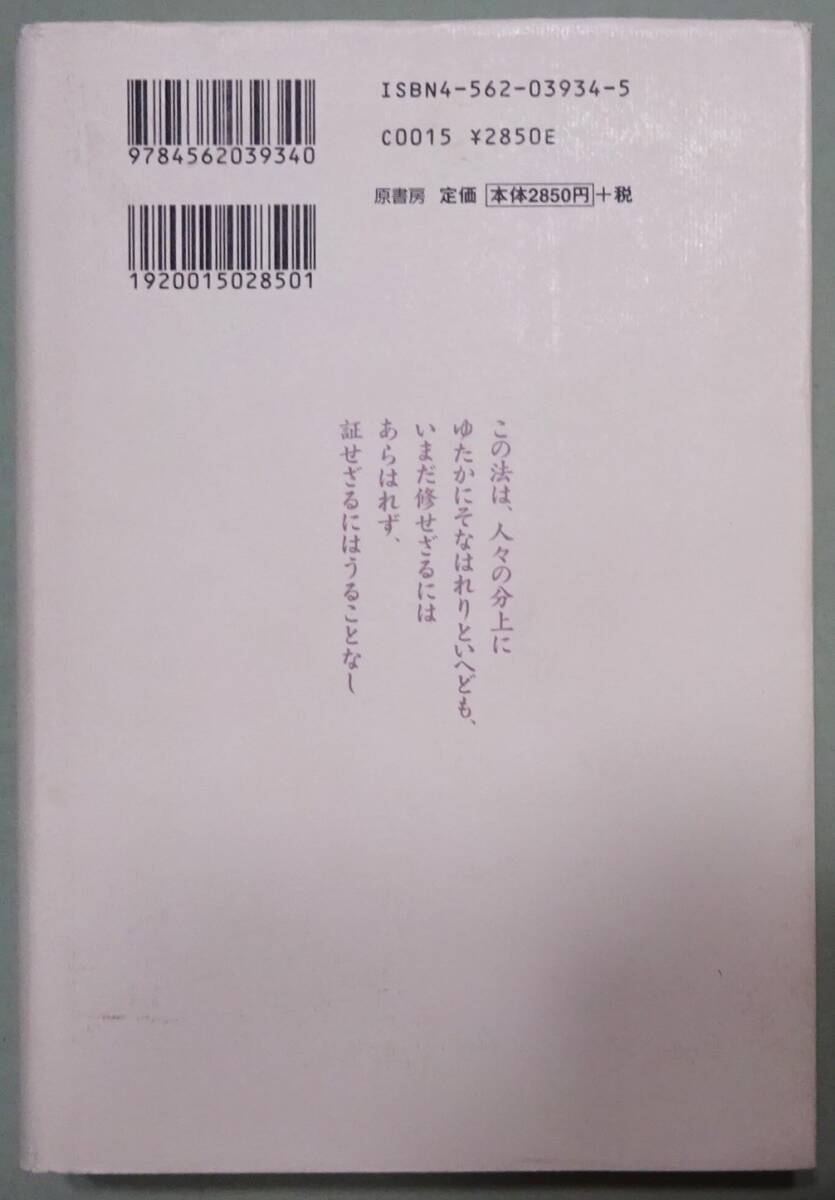 9784562039340
ISBN4-562-03934-5
C0015 ¥2850E
原書房 定価 本体2850円+税
1920015028501
この法は、人々の分上に
ゆたかにそなはれりといへども、
いまだ修せざるには
あらはれず、
証せざるにはうることなし